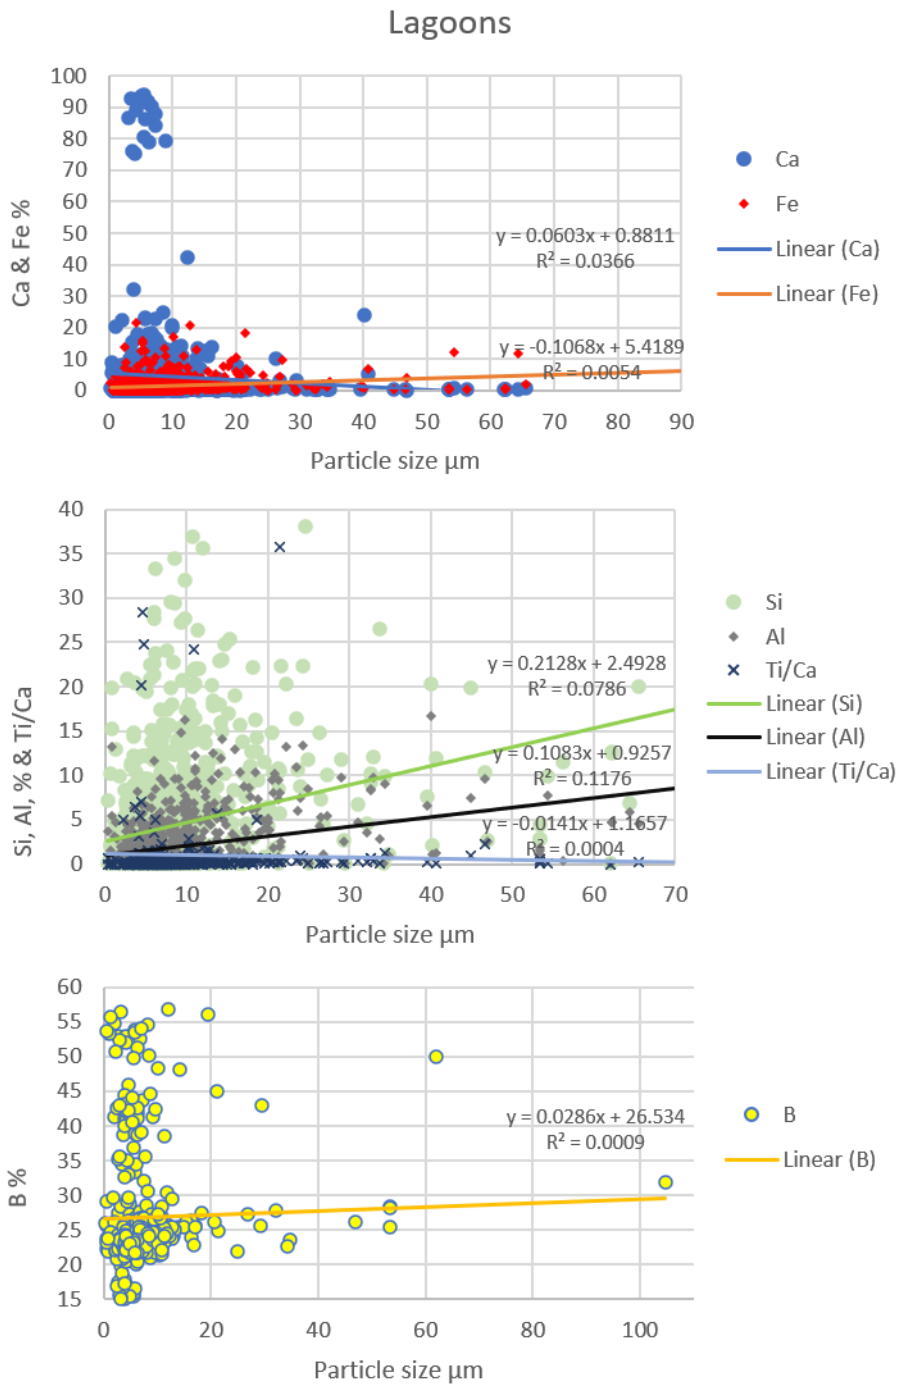 Lagoons
100
90
80
70
60
50
40
30
20
10
0
Ca & Fe %
0 10 20 30 40 50 60 70 80 90
Particle size µm
y = 0.0603x + 0.8811
R² = 0.0366
y = -0.1068x + 5.4189
R² = 0.0054
Ca
Fe
Linear (Ca)
Linear (Fe)
40
35
30
25
20
15
10
5
0
Si, Al, % & Ti/Ca
0 10 20 30 40 50 60 70
Particle size µm
y = 0.2128x + 2.4928
R² = 0.0786
y = 0.1083x + 0.9257
R² = 0.1176
y = -0.0141x + 1.1657
R² = 0.0004
Si
Al
Ti/Ca
Linear (Si)
Linear (Al)
Linear (Ti/Ca)
60
55
50
45
40
35
30
25
20
15
B %
0 20 40 60 80 100
Particle size µm
y = 0.0286x + 26.534
R² = 0.0009
B
Linear (B)